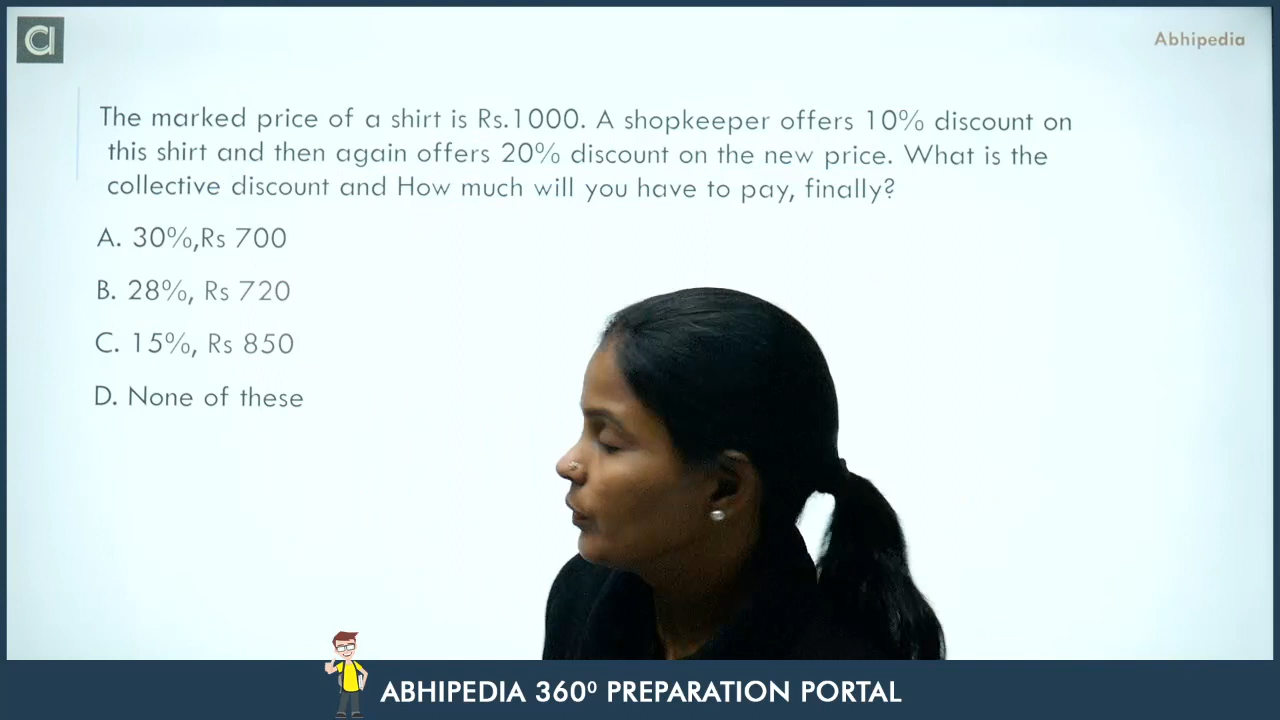 Abhipedia
The marked price of a shirt is Rs.1000. A shopkeeper offers 10% discount on
this shirt and then again offers 20% discount on the new price. What is the
collective discount and How much will you have to pay, finally?
A. 30%,Rs 700
B. 28%, Rs 720
C. 15%, Rs 850
D. None of these
ABHIPEDIA 360⁰ PREPARATION PORTAL